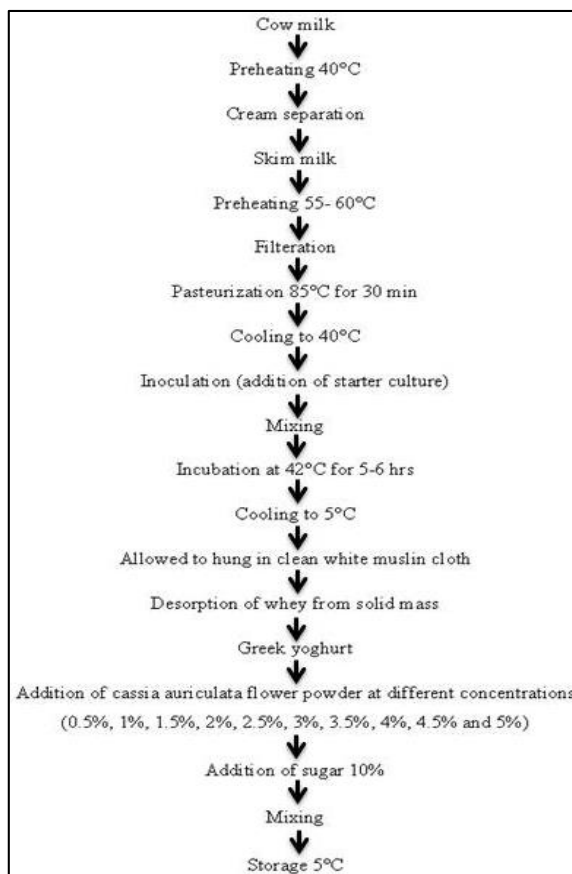 Cow milk
Preheating 40°C
Cream separation
Skim milk
Preheating 55- 60°C
Filteration
Pasteurization 85°C for 30 min
Cooling to 40°C
Inoculation (addition of starter culture)
Mixing
Incubation at 42°C for 5-6 hrs
Cooling to 5°C
Allowed to hung in clean white muslin cloth
Desorption of whey from solid mass
Greek yoghurt
Addition of cassia auriculata flower powder at different concentrations
(0.5%, 1%, 1.5%, 2%, 2.5%, 3%, 3.5%, 4%, 4.5% and 5%)
Addition of sugar 10%
Mixing
Storage 5°C